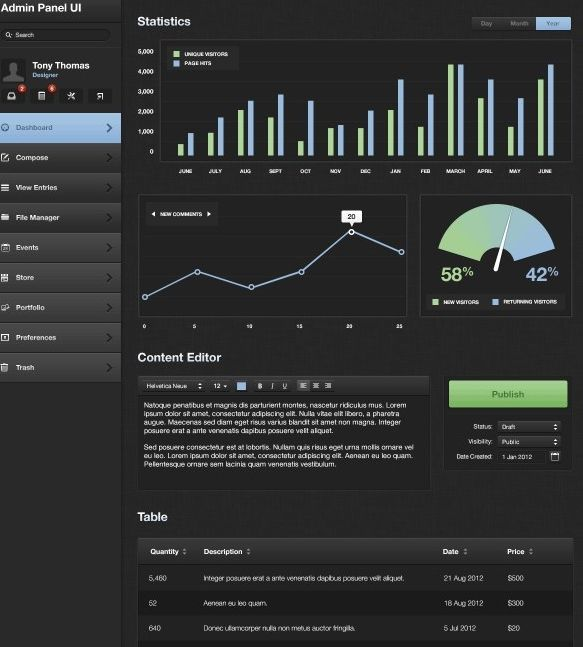 Admin Panel UI
Search
Tony Thomas
Designer
2
6
Dashboard
Compose
View Entries
File Manager
Events
Store
Portfolio
Preferences
Trash
Statistics
Day Month Year
UNIQUE VISITORS
PAGE HITS
5,000
4,000
3,000
2,000
1,000
0
JUNE JULY AUG SEPT OCT NOV DEC JAN FEB MARCH APRIL MAY JUNE
NEW COMMENTS
20
0 5 10 15 20 25
58% 42%
NEW VISITORS RETURNING VISITORS
Content Editor
Helvetica Neue 12 B I U
Natoque penatibus et magnis dis parturient montes, nascetur ridiculus mus. Lorem
ipsum dolor sit amet, consectetur adipiscing elit. Nulla vitae elit libero, a pharetra
augue. Maecenas sed diam eget risus varius blandit sit amet non magna. Integer
posuere erat a ante venenatis dapibus posuere velit aliquet.
Sed posuere consectetur est at lobortis. Nullam quis risus eget urna mollis ornare vel
eu leo. Lorem ipsum dolor sit amet, consectetur adipiscing elit. Aenean eu leo quam.
Pellentesque ornare sem lacinia quam venenatis vestibulum.
Publish
Status: Draft
Visibility: Public
Date Created: 1 Jan 2012
Table
Quantity Description Date Price
5,460 Integer posuere erat a ante venenatis dapibus posuere velit aliquet. 21 Aug 2012 $500
52 Aenean eu leo quam. 18 Aug 2012 $300
640 Donec ullamcorper nulla non metus auctor fringilla. 5 Jul 2012 $20